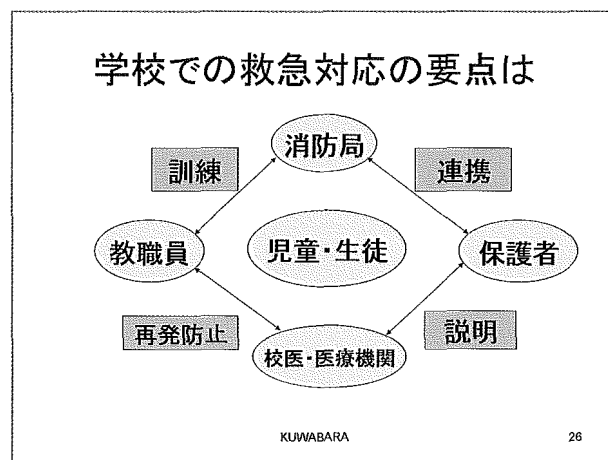 学校での救急対応の要点は
消防局
訓練
連携
教職員
児童・生徒
保護者
再発防止
説明
校医・医療機関
KUWABARA
26